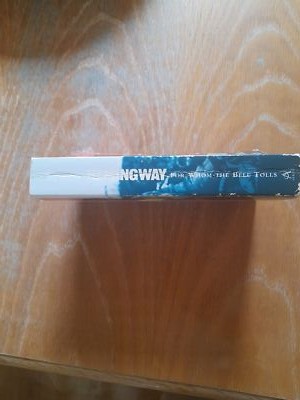 NGWAY FOR WHOM THE BELL TOLLS